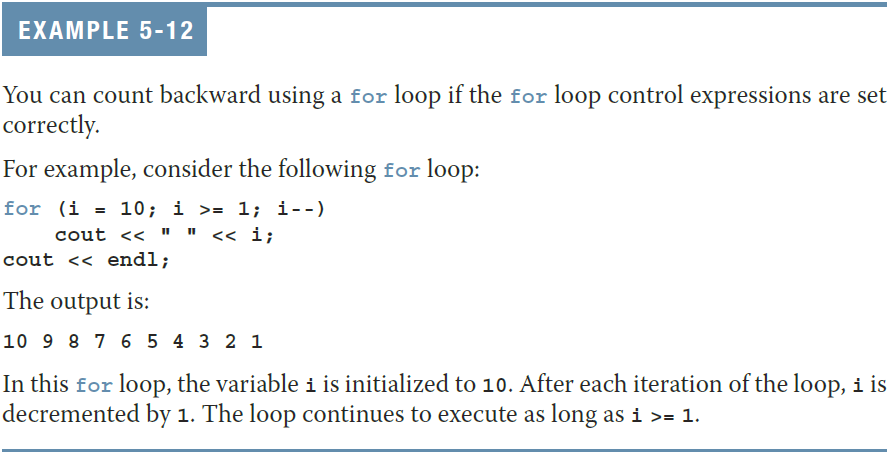 EXAMPLE 5-12
You can count backward using a for loop if the for loop control expressions are set
correctly.
For example, consider the following for loop:
for (i = 10; i >= 1; i--)
    cout << " " << i;
cout << endl;
The output is:
10 9 8 7 6 5 4 3 2 1
In this for loop, the variable i is initialized to 10. After each iteration of the loop, i is
decremented by 1. The loop continues to execute as long as i >= 1.